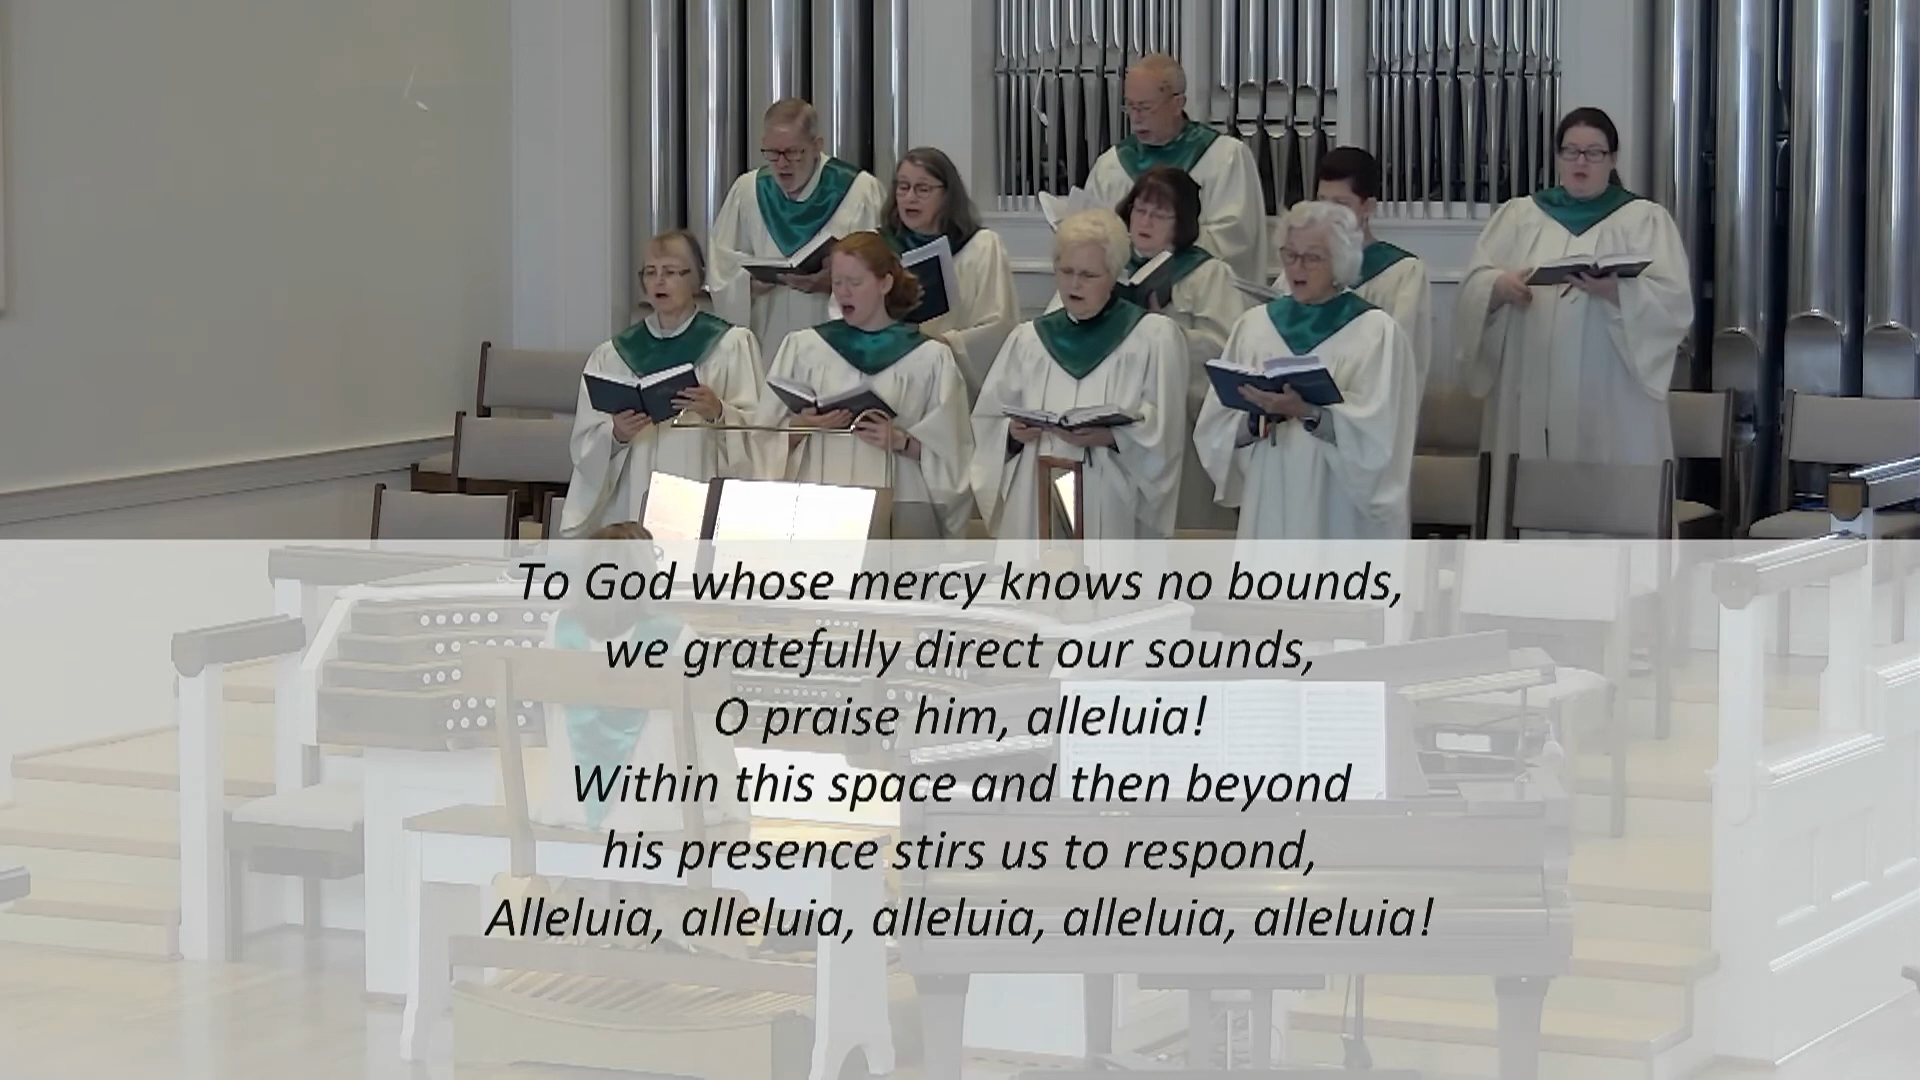 To God whose mercy knows no bounds,
we gratefully direct our sounds,
O praise him, alleluia!
Within this space and then beyond
his presence stirs us to respond,
Alleluia, alleluia, alleluia, alleluia, alleluia!